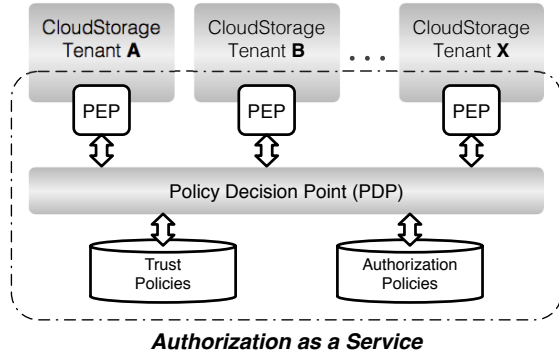 CloudStorage
Tenant A
CloudStorage
Tenant B
...
CloudStorage
Tenant X
PEP
PEP
PEP
Policy Decision Point (PDP)
Trust
Policies
Authorization
Policies
Authorization as a Service